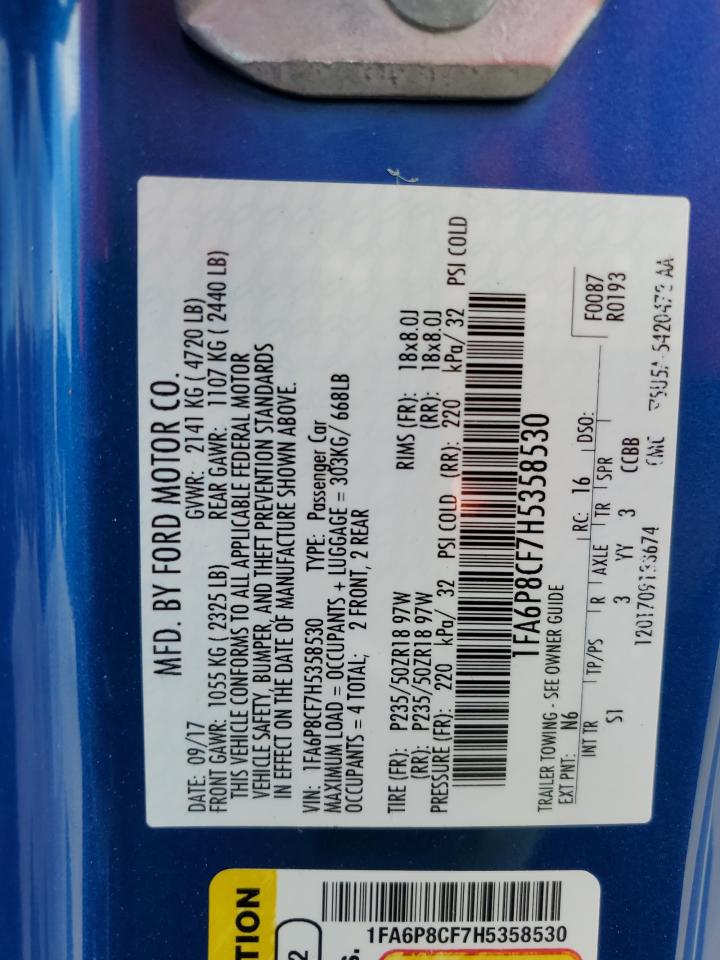 MFD. BY FORD MOTOR CO.
DATE: 09/17 GVWR: 2141 KG ( 4720 LB)
FRONT GAWR: 1055 KG ( 2325 LB) REAR GAWR: 1107 KG ( 2440 LB)
THIS VEHICLE CONFORMS TO ALL APPLICABLE FEDERAL MOTOR
VEHICLE SAFETY, BUMPER, AND THEFT PREVENTION STANDARDS
IN EFFECT ON THE DATE OF MANUFACTURE SHOWN ABOVE.
VIN: 1FA6P8CF7H5358530 TYPE: Passenger Car
MAXIMUM LOAD = OCCUPANTS + LUGGAGE = 303KG/ 668LB
OCCUPANTS = 4 TOTAL; 2 FRONT, 2 REAR
TIRE (FR): P235/50ZR18 97W RIMS (FR): 18x8.0J
(RR): P235/50ZR18 97W (RR): 18x8.0J
PRESSURE (FR): 220 kPa/ 32 PSI COLD (RR): 220 kPa/ 32 PSI COLD
1FA6P8CF7H5358530
TRAILER TOWING - SEE OWNER GUIDE
EXT PNT: N6 RC: 16 DSO: F0087
R0193
INT TR TP/PS R AXLE TR SPR
S1 3 YY 3 CCBB
TION
2
s.
1FA6P8CF7H5358530